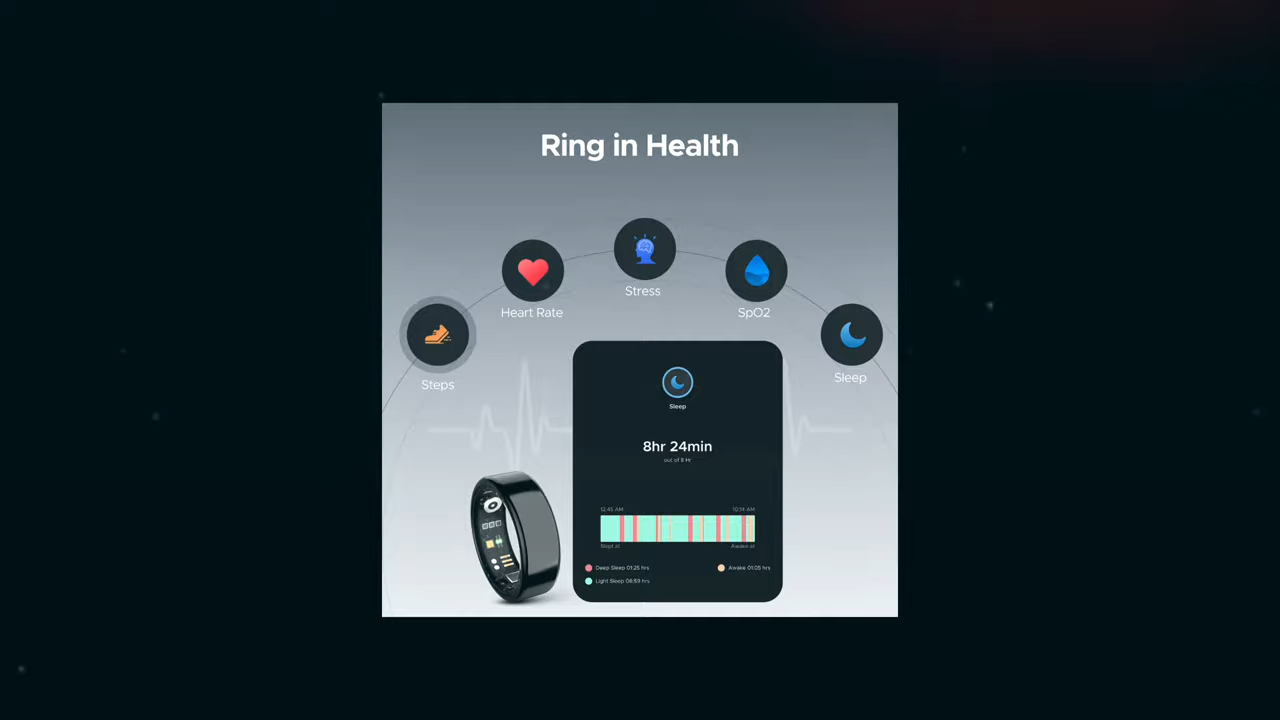 Ring in Health
Stress
Heart Rate
SpO2
Steps
Sleep
Sleep
8hr 24min
out of 8 Hr
12:45 AM 10:14 AM
Slept at Awaken at
Deep Sleep 01:25 hrs Awake 01:05 hrs
Light Sleep 06:59 hrs